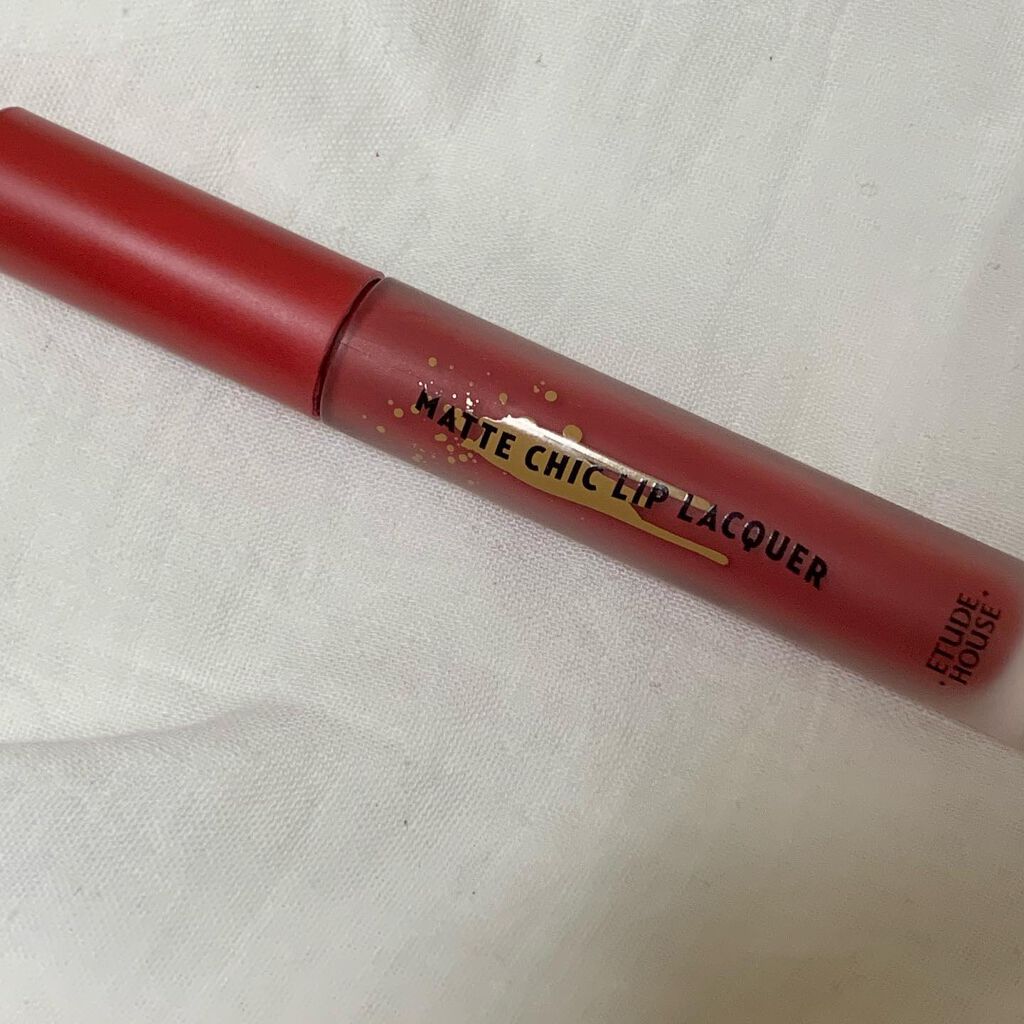 MATTE CHIC LIP LACQUER
· ETUDE ·
HOUSE